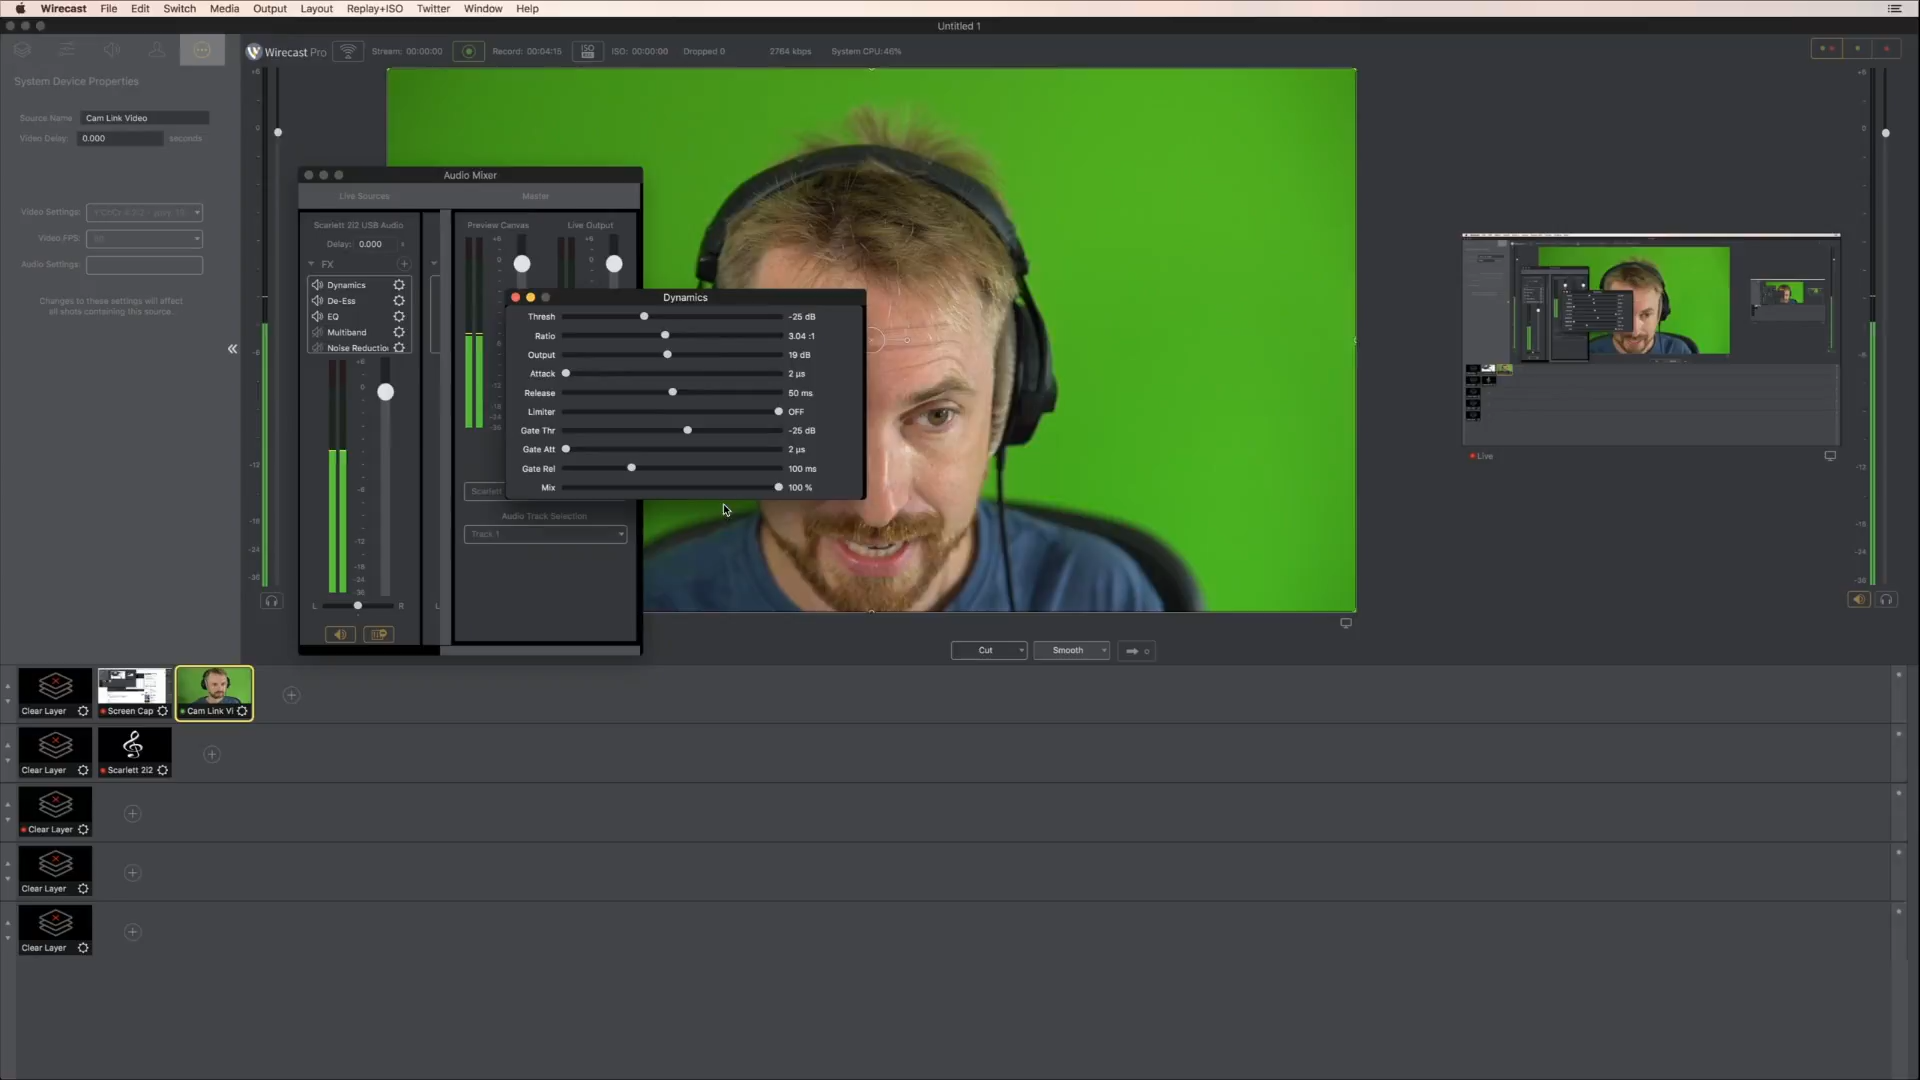 Wirecast File Edit Switch Media Output Layout Replay+ISO Twitter Window Help
Untitled 1
Wirecast Pro Stream: 00:00:00 Record: 00:04:15 ISO ISO: 00:00:00 Dropped 0 2764 kbps System CPU:46%
System Device Properties
Source Name Cam Link Video
Video Delay: 0.000 seconds
Video Settings:
Video FPS: 60
Audio Settings:
Changes to these settings will affect
all shots containing this source.
Audio Mixer
Live Sources Master
Scarlett 2i2 USB Audio
Delay: 0.000 s
FX
Dynamics
De-Ess
EQ
Multiband
Noise Reductio
L R
Preview Canvas Live Output
Scarlett
Audio Track Selection
Track 1
Dynamics
Thresh -25 dB
Ratio 3.04 :1
Output 19 dB
Attack 2 µs
Release 50 ms
Limiter OFF
Gate Thr -25 dB
Gate Att 2 µs
Gate Rel 100 ms
Mix 100 %
Live
Cut Smooth
Clear Layer Screen Cap Cam Link Vi
Clear Layer Scarlett 2i2
Clear Layer
Clear Layer
Clear Layer